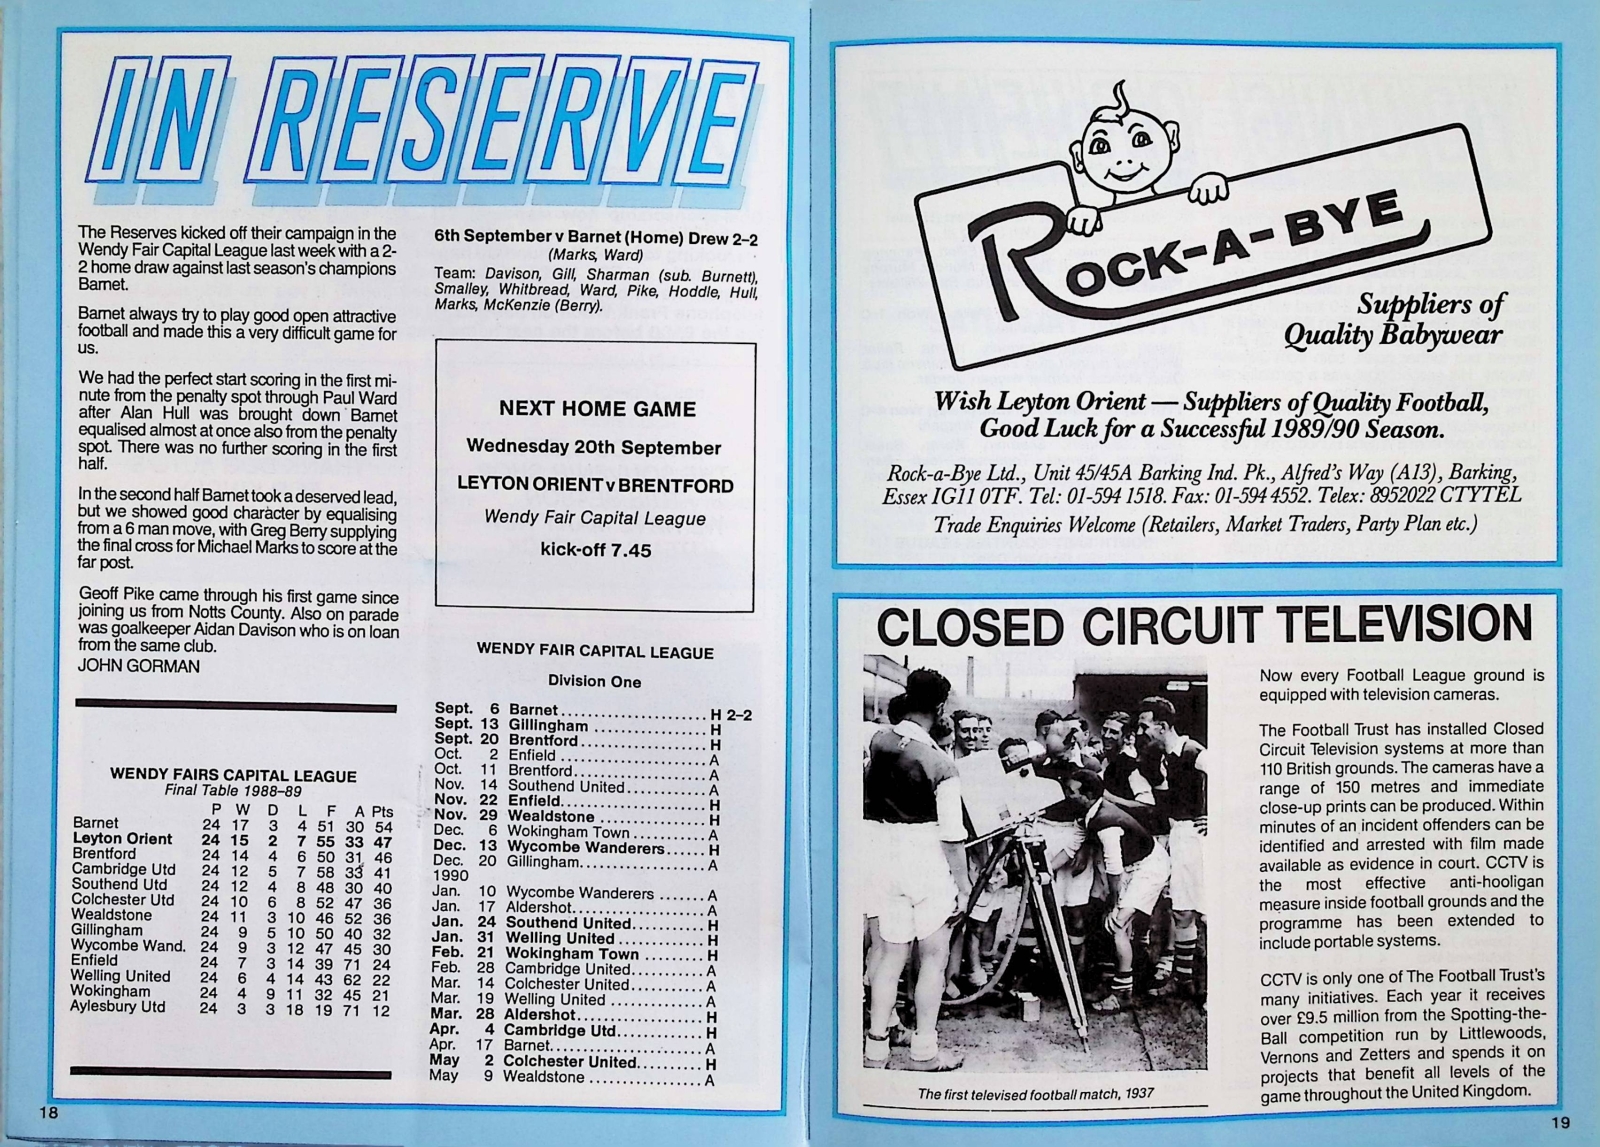 IN RESERVE
The Reserves kicked off their campaign in the
Wendy Fair Capital League last week with a 2-
2 home draw against last season's champions
Barnet.
Barnet always try to play good open attractive
football and made this a very difficult game for
us.
We had the perfect start scoring in the first mi-
nute from the penalty spot through Paul Ward
after Alan Hull was brought down Barnet
equalised almost at once also from the penalty
spot. There was no further scoring in the first
half.
In the second half Barnet took a deserved lead,
but we showed good character by equalising
from a 6 man move, with Greg Berry supplying
the final cross for Michael Marks to score at the
far post.
Geoff Pike came through his first game since
joining us from Notts County. Also on parade
was goalkeeper Aidan Davison who is on loan
from the same club.
JOHN GORMAN
WENDY FAIRS CAPITAL LEAGUE
Final Table 1988–89
P W D L F A Pts
Barnet 24 17 3 4 51 30 54
Leyton Orient 24 15 2 7 55 33 47
Brentford 24 14 4 6 50 31 46
Cambridge Utd 24 12 5 7 58 33 41
Southend Utd 24 12 4 8 48 30 40
Colchester Utd 24 10 6 8 52 47 36
Wealdstone 24 11 3 10 46 52 36
Gillingham 24 9 5 10 50 40 32
Wycombe Wand. 24 9 3 12 47 45 30
Enfield 24 7 3 14 39 71 24
Welling United 24 6 4 14 43 62 22
Wokingham 24 4 9 11 32 45 21
Aylesbury Utd 24 3 3 18 19 71 12
18
6th September v Barnet (Home) Drew 2–2
(Marks, Ward)
Team: Davison, Gill, Sharman (sub. Burnett),
Smalley, Whitbread, Ward, Pike, Hoddle, Hull,
Marks, McKenzie (Berry).
NEXT HOME GAME
Wednesday 20th September
LEYTON ORIENT v BRENTFORD
Wendy Fair Capital League
kick-off 7.45
WENDY FAIR CAPITAL LEAGUE
Division One
Sept. 6 Barnet H 2–2
Sept. 13 Gillingham H
Sept. 20 Brentford H
Oct. 2 Enfield A
Oct. 11 Brentford A
Nov. 14 Southend United A
Nov. 22 Enfield H
Nov. 29 Wealdstone H
Dec. 6 Wokingham Town A
Dec. 13 Wycombe Wanderers H
Dec. 20 Gillingham A
1990
Jan. 10 Wycombe Wanderers A
Jan. 17 Aldershot A
Jan. 24 Southend United H
Jan. 31 Welling United H
Feb. 21 Wokingham Town H
Feb. 28 Cambridge United A
Mar. 14 Colchester United A
Mar. 19 Welling United A
Mar. 28 Aldershot H
Apr. 4 Cambridge Utd H
Apr. 17 Barnet A
May 2 Colchester United H
May 9 Wealdstone A
ROCK-A-BYE
Suppliers of
Quality Babywear
Wish Leyton Orient — Suppliers of Quality Football,
Good Luck for a Successful 1989/90 Season.
Rock-a-Bye Ltd., Unit 45/45A Barking Ind. Pk., Alfred's Way (A13), Barking,
Essex IG11 0TF. Tel: 01-594 1518. Fax: 01-594 4552. Telex: 8952022 CTYTEL
Trade Enquiries Welcome (Retailers, Market Traders, Party Plan etc.)
CLOSED CIRCUIT TELEVISION
The first televised football match, 1937
Now every Football League ground is
equipped with television cameras.
The Football Trust has installed Closed
Circuit Television systems at more than
110 British grounds. The cameras have a
range of 150 metres and immediate
close-up prints can be produced. Within
minutes of an incident offenders can be
identified and arrested with film made
available as evidence in court. CCTV is
the most effective anti-hooligan
measure inside football grounds and the
programme has been extended to
include portable systems.
CCTV is only one of The Football Trust's
many initiatives. Each year it receives
over £9.5 million from the Spotting-the-
Ball competition run by Littlewoods,
Vernons and Zetters and spends it on
projects that benefit all levels of the
game throughout the United Kingdom.
19